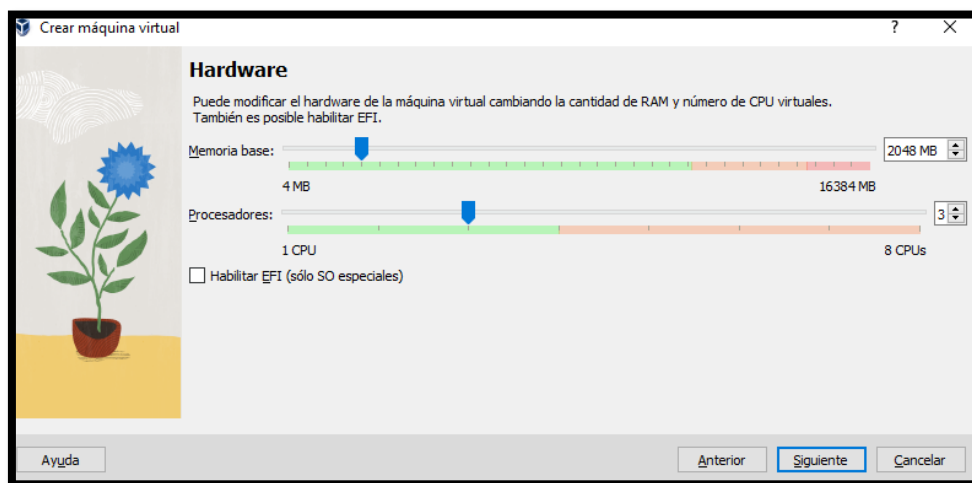 Crear máquina virtual
?
Hardware
Puede modificar el hardware de la máquina virtual cambiando la cantidad de RAM y número de CPU virtuales.
También es posible habilitar EFI.
Memoria base:
2048 MB
4 MB
16384 MB
Procesadores:
3
1 CPU
8 CPUs
Habilitar EFI (sólo SO especiales)
Ayuda
Anterior
Siguiente
Cancelar